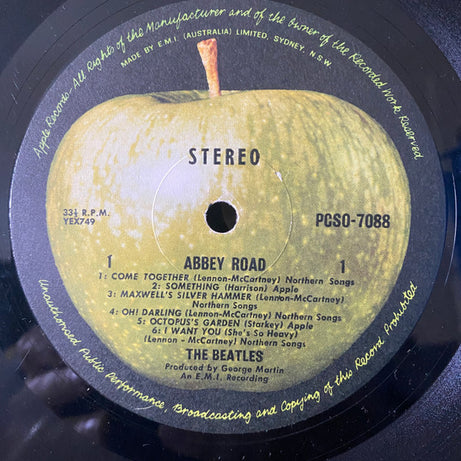 Apple Records All Rights of the Manufacturer and of the Owner of the Recorded Work Reserved
MADE BY E.M.I. (AUSTRALIA) LIMITED, SYDNEY, N.S.W
STEREO
33⅓ R.P.M.
YEX749
PCSO-7088
1 ABBEY ROAD 1
1: COME TOGETHER (Lennon-McCartney) Northern Songs
2: SOMETHING (Harrison) Apple
3: MAXWELL'S SILVER HAMMER (Lennon-McCartney)
Northern Songs
4: OH! DARLING (Lennon-McCartney) Northern Songs
5: OCTOPUS'S GARDEN (Starkey) Apple
6: I WANT YOU (She's So Heavy)
(Lennon - McCartney) Northern Songs
THE BEATLES
Produced by George Martin
An E.M.I. Recording
Unauthorised Public Performance, Broadcasting and Copying of this Record Prohibited